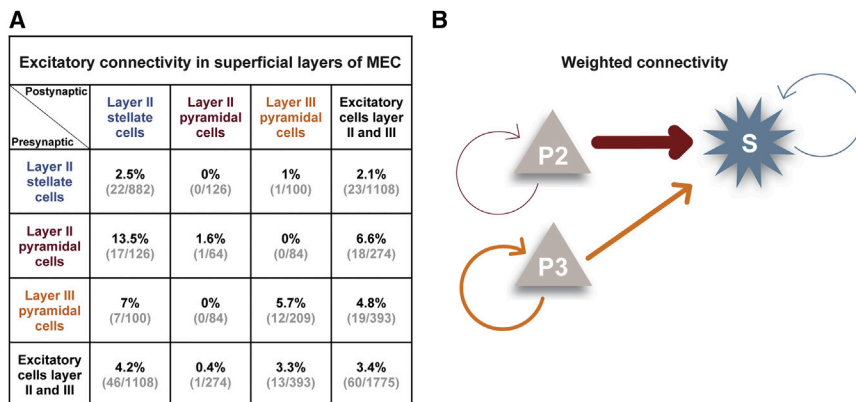 A
Excitatory connectivity in superficial layers of MEC
Postynaptic
Presynaptic
Layer II
stellate
cells
Layer II
pyramidal
cells
Layer III
pyramidal
cells
Excitatory
cells layer
II and III
Layer II
stellate
cells
2.5%
(22/882)
0%
(0/126)
1%
(1/100)
2.1%
(23/1108)
Layer II
pyramidal
cells
13.5%
(17/126)
1.6%
(1/64)
0%
(0/84)
6.6%
(18/274)
Layer III
pyramidal
cells
7%
(7/100)
0%
(0/84)
5.7%
(12/209)
4.8%
(19/393)
Excitatory
cells layer
II and III
4.2%
(46/1108)
0.4%
(1/274)
3.3%
(13/393)
3.4%
(60/1775)
B
Weighted connectivity
P2
S
P3